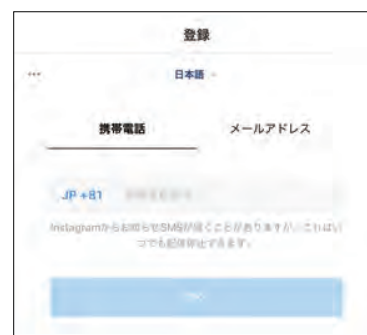 登録
...
日本語
携帯電話 メールアドレス
JP +81
Instagramからお知らせSMSが届くことがありますが、これはい
つでも配信停止できます。